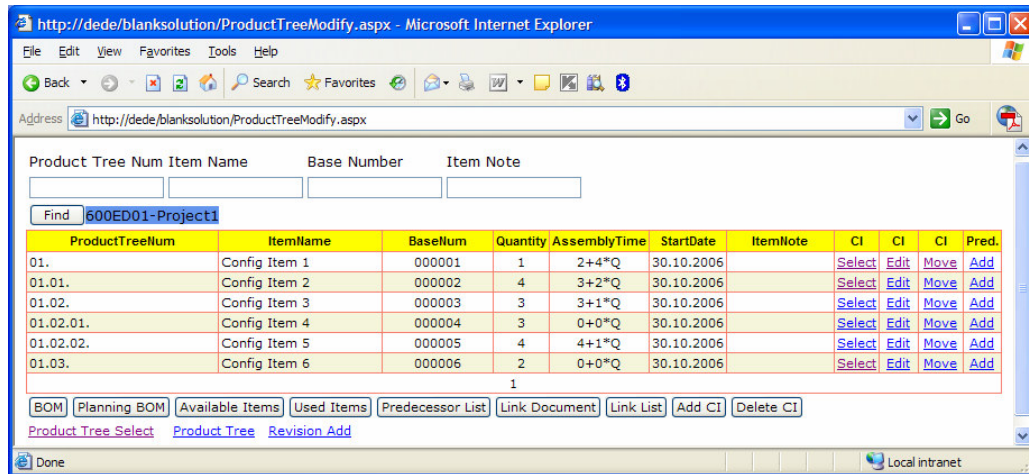 http://dede/blanksolution/ProductTreeModify.aspx - Microsoft Internet Explorer
File Edit View Favorites Tools Help
Back Search Favorites
Address http://dede/blanksolution/ProductTreeModify.aspx Go
Product Tree Num Item Name Base Number Item Note
Find 600ED01-Project1
ProductTreeNum ItemName BaseNum Quantity AssemblyTime StartDate ItemNote CI CI CI Pred.
01. Config Item 1 000001 1 2+4*Q 30.10.2006 Select Edit Move Add
01.01. Config Item 2 000002 4 3+2*Q 30.10.2006 Select Edit Move Add
01.02. Config Item 3 000003 3 3+1*Q 30.10.2006 Select Edit Move Add
01.02.01. Config Item 4 000004 3 0+0*Q 30.10.2006 Select Edit Move Add
01.02.02. Config Item 5 000005 4 4+1*Q 30.10.2006 Select Edit Move Add
01.03. Config Item 6 000006 2 0+0*Q 30.10.2006 Select Edit Move Add
1
BOM Planning BOM Available Items Used Items Predecessor List Link Document Link List Add CI Delete CI
Product Tree Select Product Tree Revision Add
Done Local intranet